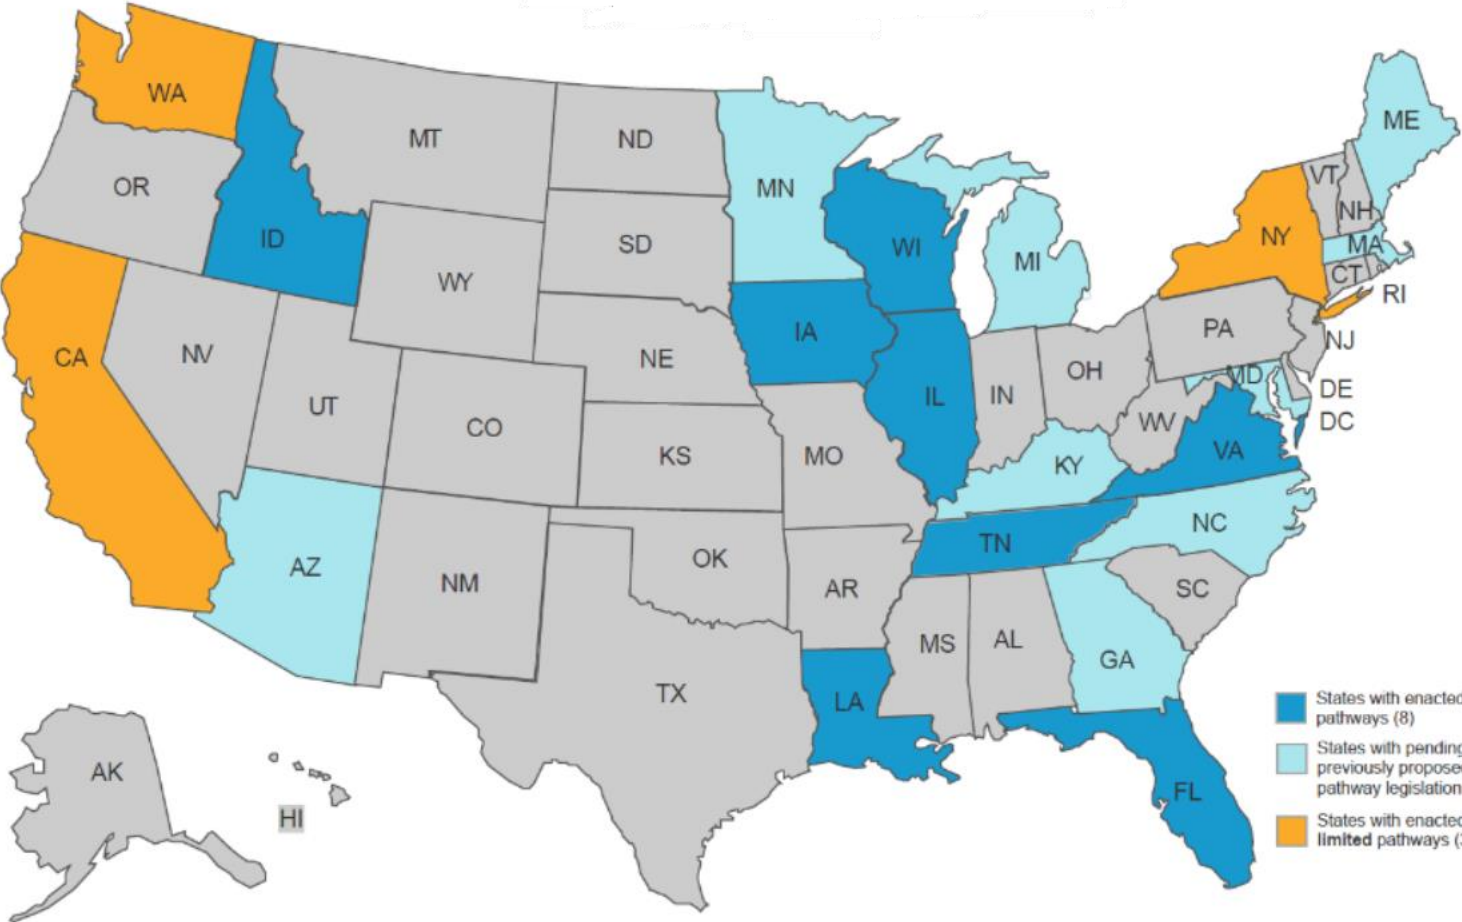 WA
MT
ND
MN
ME
OR
ID
SD
WI
MI
VT
NH
NY
MA
CT
RI
WY
IA
PA
NJ
CA
NV
NE
IL
IN
OH
MD
DE
DC
UT
CO
KS
MO
KY
WV
VA
AZ
NM
OK
AR
TN
NC
SC
TX
LA
MS
AL
GA
FL
AK
HI
States with enacted
pathways (8)
States with pending
previously proposed
pathway legislation
States with enacted
limited pathways